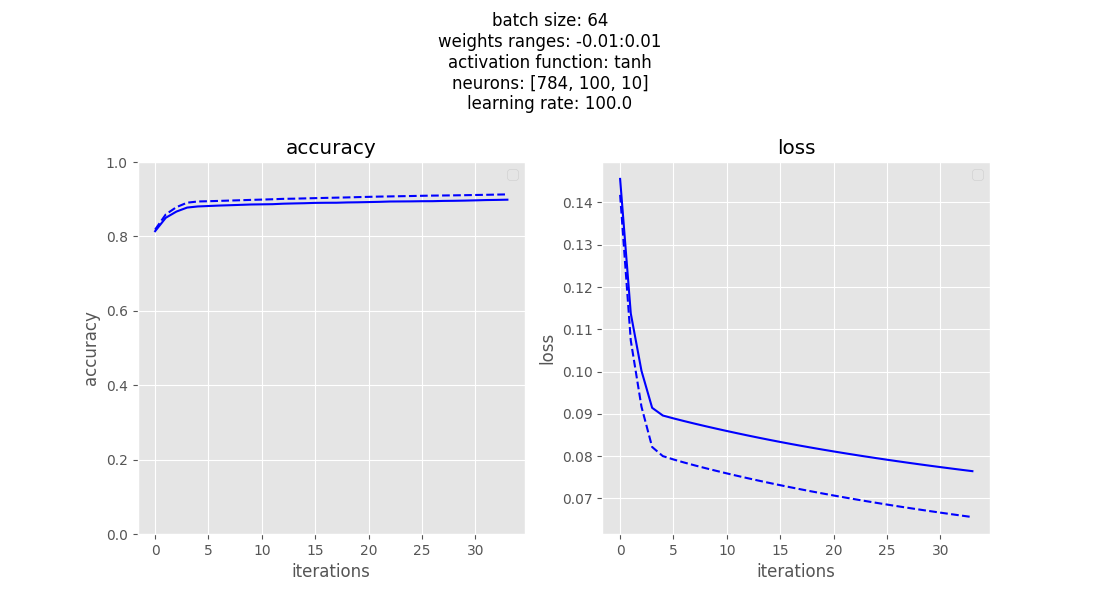 batch size: 64
weights ranges: -0.01:0.01
activation function: tanh
neurons: [784, 100, 10]
learning rate: 100.0
accuracy
1.0
0.8
0.6
0.4
0.2
0.0
accuracy
0 5 10 15 20 25 30
iterations
loss
0.14
0.13
0.12
0.11
0.10
0.09
0.08
0.07
loss
0 5 10 15 20 25 30
iterations